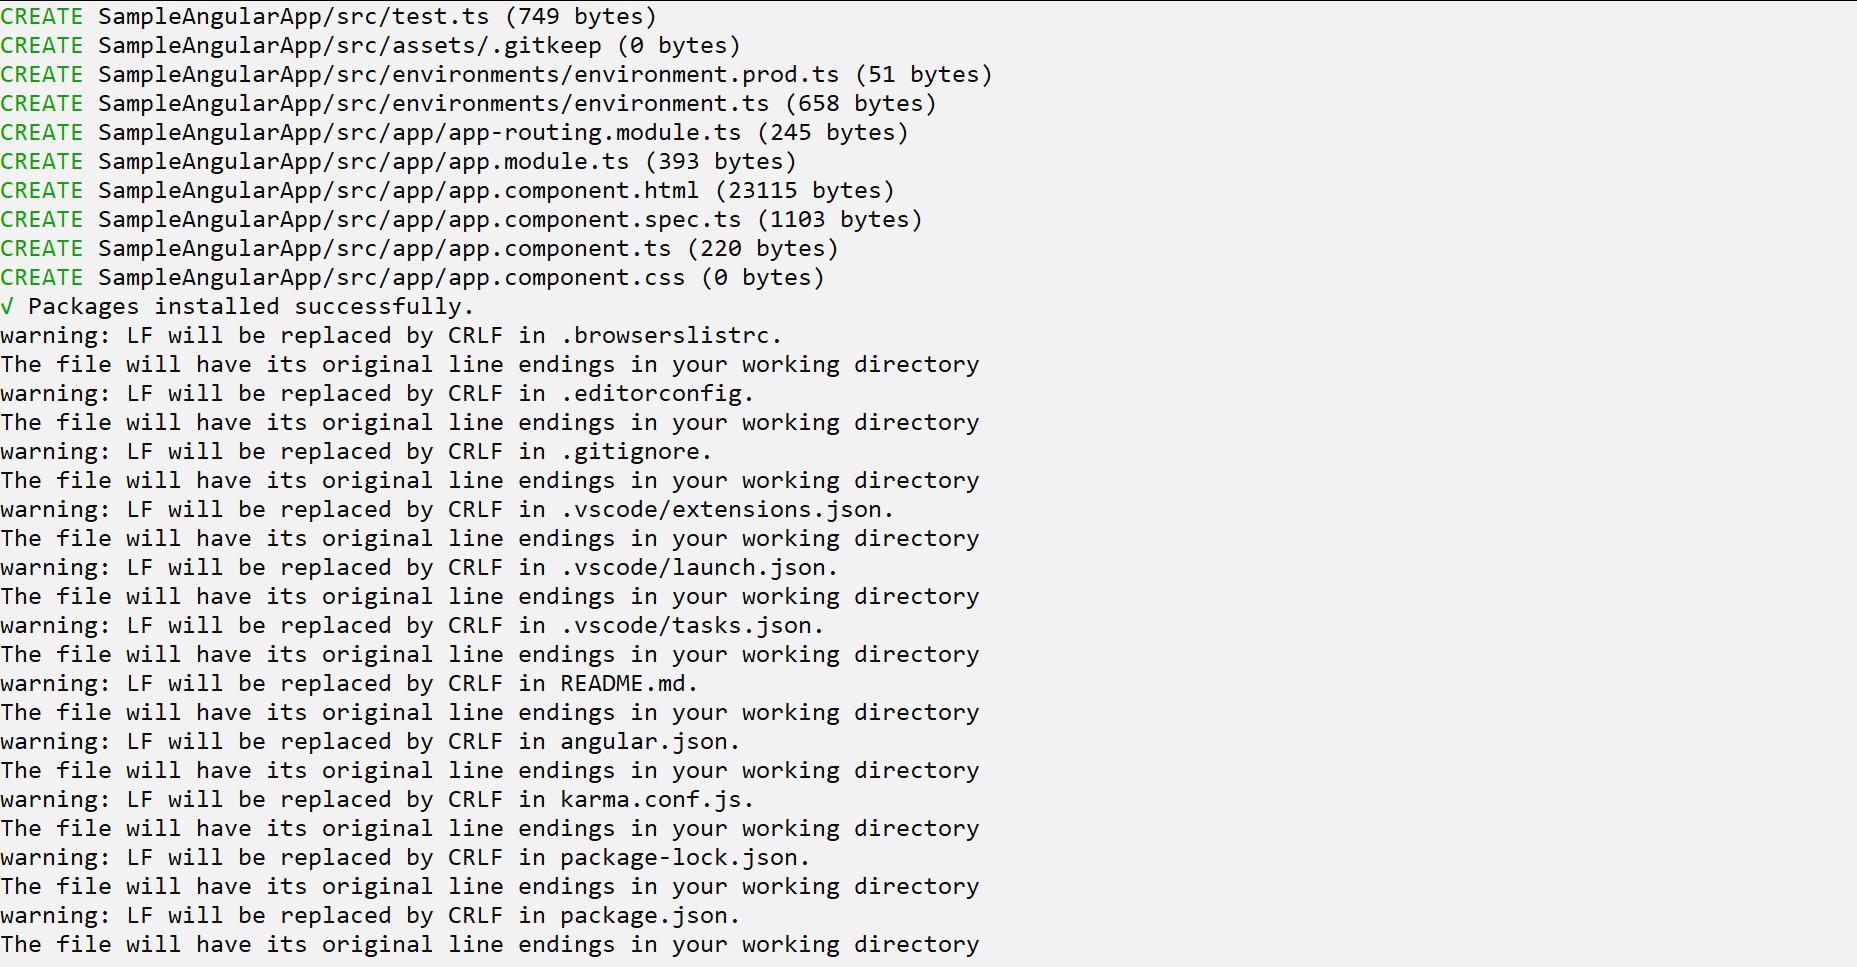 CREATE SampleAngularApp/src/test.ts (749 bytes)
CREATE SampleAngularApp/src/assets/.gitkeep (0 bytes)
CREATE SampleAngularApp/src/environments/environment.prod.ts (51 bytes)
CREATE SampleAngularApp/src/environments/environment.ts (658 bytes)
CREATE SampleAngularApp/src/app/app-routing.module.ts (245 bytes)
CREATE SampleAngularApp/src/app/app.module.ts (393 bytes)
CREATE SampleAngularApp/src/app/app.component.html (23115 bytes)
CREATE SampleAngularApp/src/app/app.component.spec.ts (1103 bytes)
CREATE SampleAngularApp/src/app/app.component.ts (220 bytes)
CREATE SampleAngularApp/src/app/app.component.css (0 bytes)
√ Packages installed successfully.
warning: LF will be replaced by CRLF in .browserslistrc.
The file will have its original line endings in your working directory
warning: LF will be replaced by CRLF in .editorconfig.
The file will have its original line endings in your working directory
warning: LF will be replaced by CRLF in .gitignore.
The file will have its original line endings in your working directory
warning: LF will be replaced by CRLF in .vscode/extensions.json.
The file will have its original line endings in your working directory
warning: LF will be replaced by CRLF in .vscode/launch.json.
The file will have its original line endings in your working directory
warning: LF will be replaced by CRLF in .vscode/tasks.json.
The file will have its original line endings in your working directory
warning: LF will be replaced by CRLF in README.md.
The file will have its original line endings in your working directory
warning: LF will be replaced by CRLF in angular.json.
The file will have its original line endings in your working directory
warning: LF will be replaced by CRLF in karma.conf.js.
The file will have its original line endings in your working directory
warning: LF will be replaced by CRLF in package-lock.json.
The file will have its original line endings in your working directory
warning: LF will be replaced by CRLF in package.json.
The file will have its original line endings in your working directory